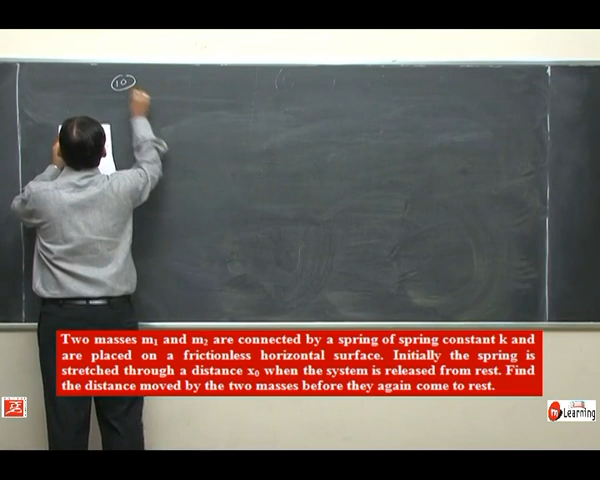 10
Two masses m₁ and m₂ are connected by a spring of spring constant k and
are placed on a frictionless horizontal surface. Initially the spring is
stretched through a distance x₀ when the system is released from rest. Find
the distance moved by the two masses before they again come to rest.
m Learning